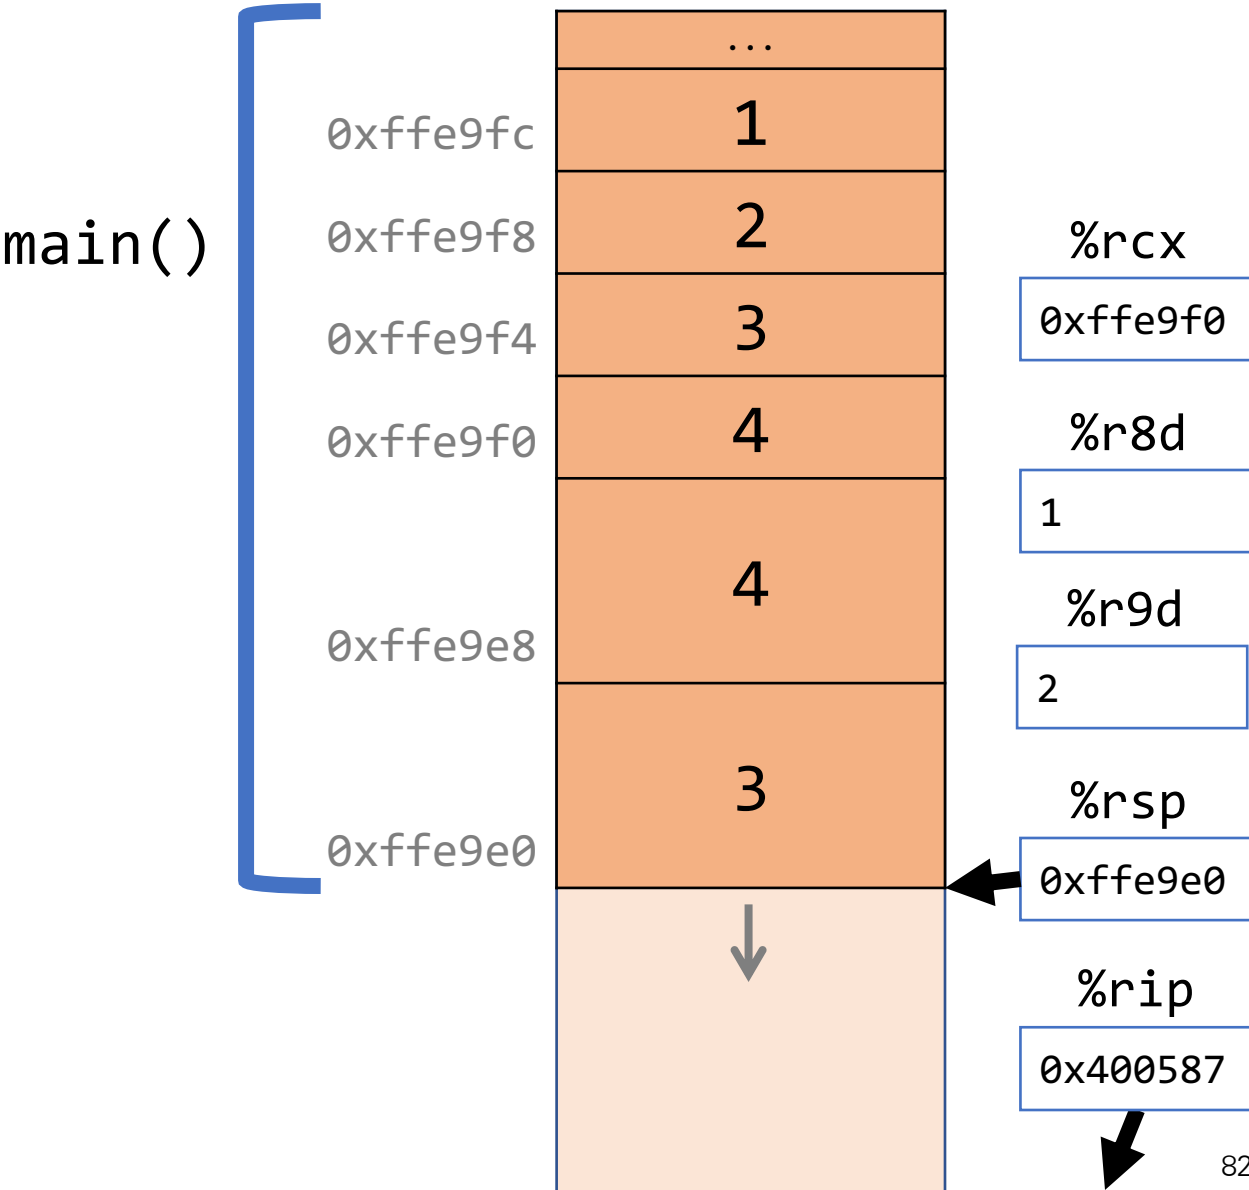 ...
0xffe9fc 1
main()
0xffe9f8 2
0xffe9f4 3
0xffe9f0 4
0xffe9e8 4
0xffe9e0 3
%rcx
0xffe9f0
%r8d
1
%r9d
2
%rsp
0xffe9e0
%rip
0x400587
82